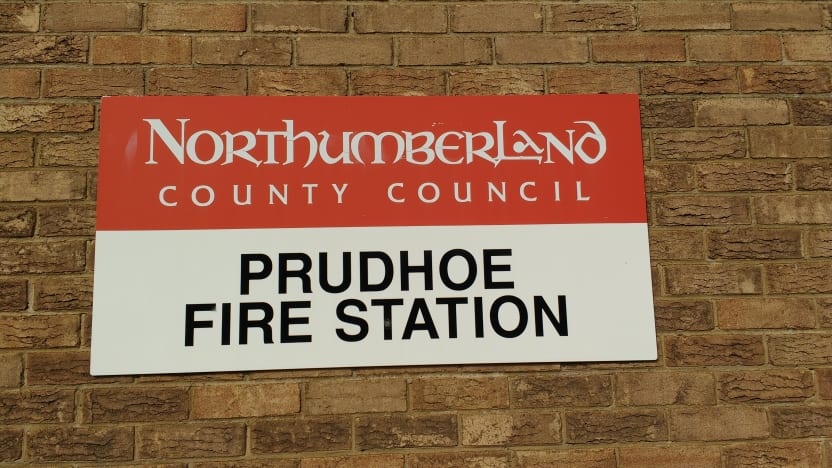 Northumberland
COUNTY COUNCIL
PRUDHOE
FIRE STATION